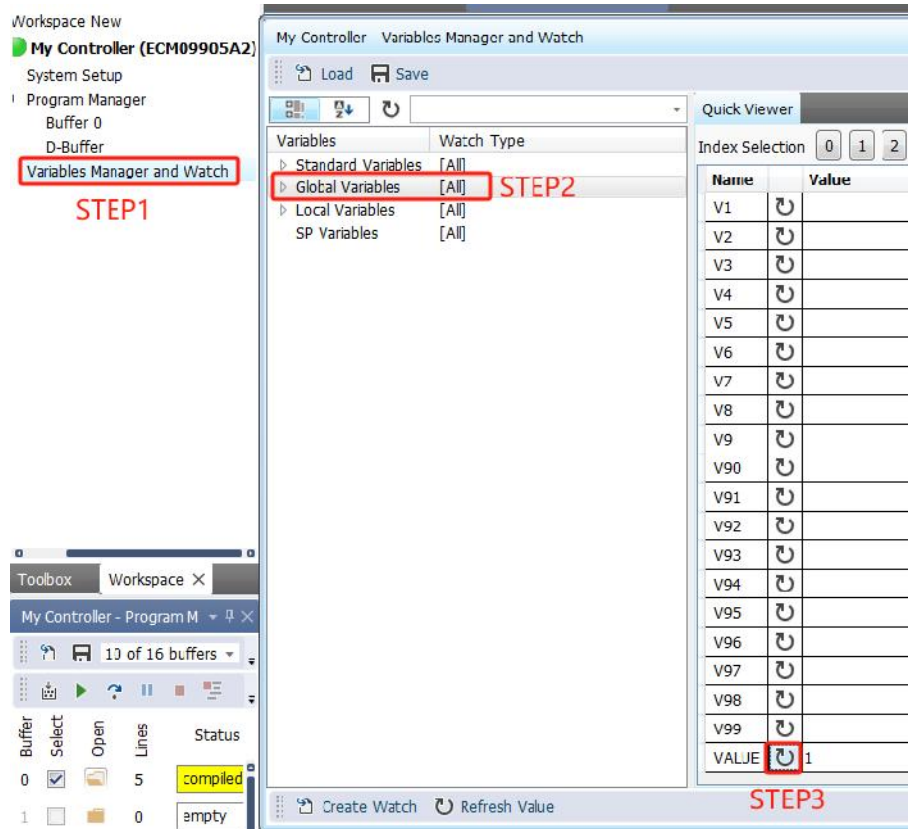 Workspace New
My Controller (ECM09905A2)
System Setup
Program Manager
Buffer 0
D-Buffer
Variables Manager and Watch
STEP1
My Controller Variables Manager and Watch
Load Save
Quick Viewer
Variables Watch Type
Standard Variables [All]
Global Variables [All] STEP2
Local Variables [All]
SP Variables [All]
Index Selection 0 1 2
Name Value
V1
V2
V3
V4
V5
V6
V7
V8
V9
V90
V91
V92
V93
V94
V95
V96
V97
V98
V99
VALUE 1
STEP3
Create Watch Refresh Value
Toolbox Workspace
My Controller - Program M
10 of 16 buffers
Buffer Select Open Lines Status
0 5 compiled
1 0 empty